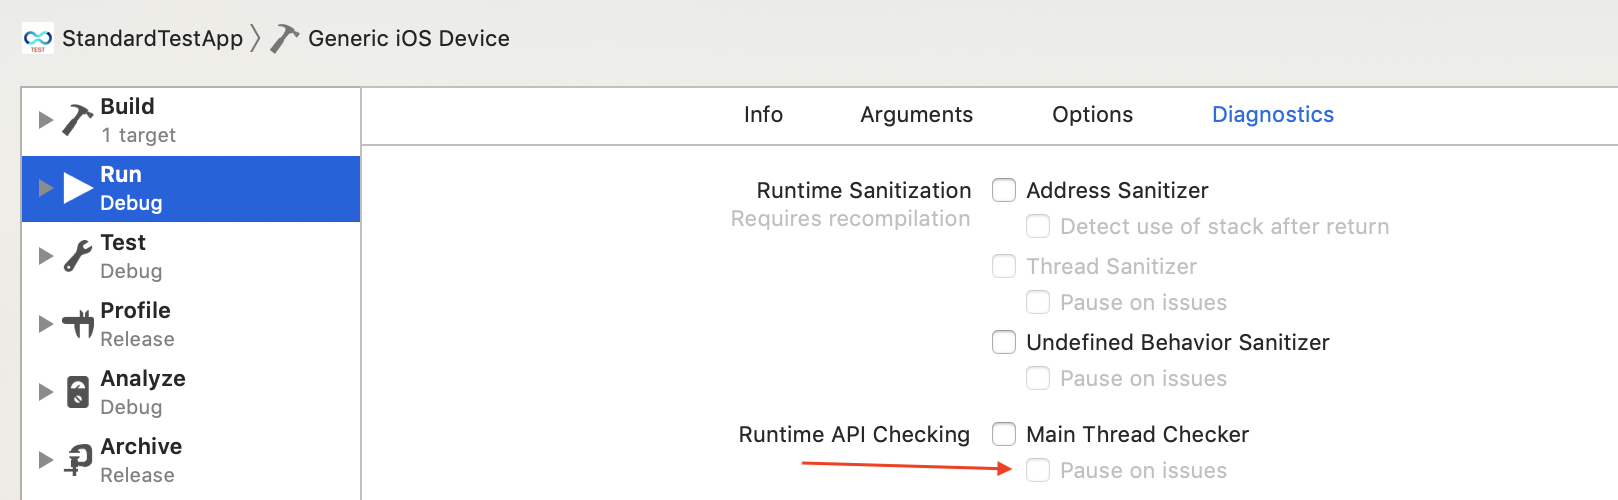 TEST
StandardTestApp
Generic iOS Device
Build
1 target
Run
Debug
Test
Debug
Profile
Release
Analyze
Debug
Archive
Release
Info
Arguments
Options
Diagnostics
Runtime Sanitization
Requires recompilation
Address Sanitizer
Detect use of stack after return
Thread Sanitizer
Pause on issues
Undefined Behavior Sanitizer
Pause on issues
Runtime API Checking
Main Thread Checker
Pause on issues